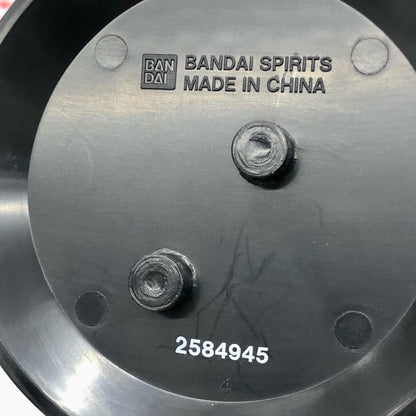 BAN BANDAI SPIRITS
DAI MADE IN CHINA
2584945
4